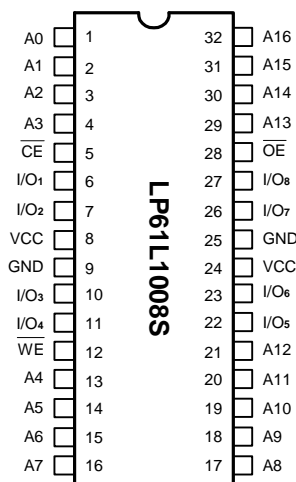 A0 1 32 A16
A1 2 31 A15
A2 3 30 A14
A3 4 29 A13
C̅E̅ 5 28 O̅E̅
I/O₁ 6 27 I/O₈
I/O₂ 7 26 I/O₇
VCC 8 25 GND
GND 9 24 VCC
I/O₃ 10 23 I/O₆
I/O₄ 11 22 I/O₅
W̅E̅ 12 21 A12
A4 13 20 A11
A5 14 19 A10
A6 15 18 A9
A7 16 17 A8
LP61L1008S